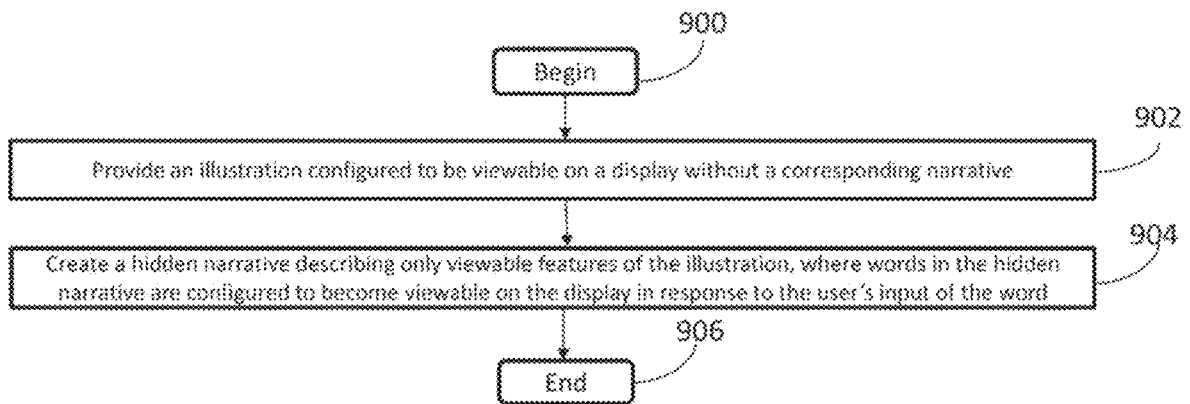 900
Begin
902
Provide an illustration configured to be viewable on a display without a corresponding narrative
904
Create a hidden narrative describing only viewable features of the illustration, where words in the hidden
narrative are configured to become viewable on the display in response to the user's input of the word
906
End